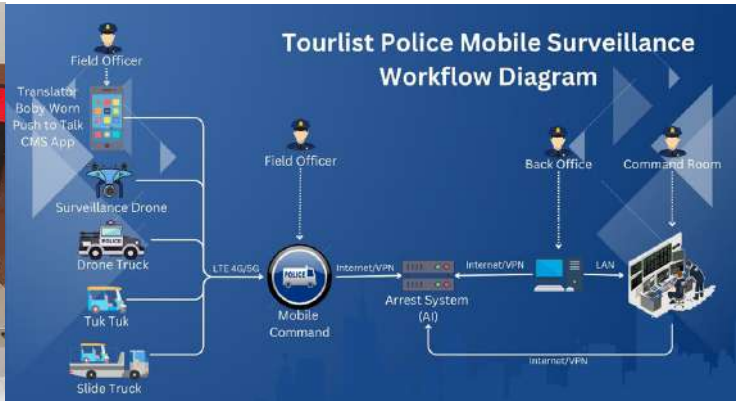 Tourist Police Mobile Surveillance
Workflow Diagram
Field Officer
Translator
Boby Worn
Push to Talk
CMS App
Surveillance Drone
POLICE
Drone Truck
Tuk Tuk
Slide Truck
LTE 4G/5G
Field Officer
POLICE
Mobile
Command
Internet/VPN
Arrest System
(AI)
Internet/VPN
Back Office
LAN
Command Room
Internet/VPN